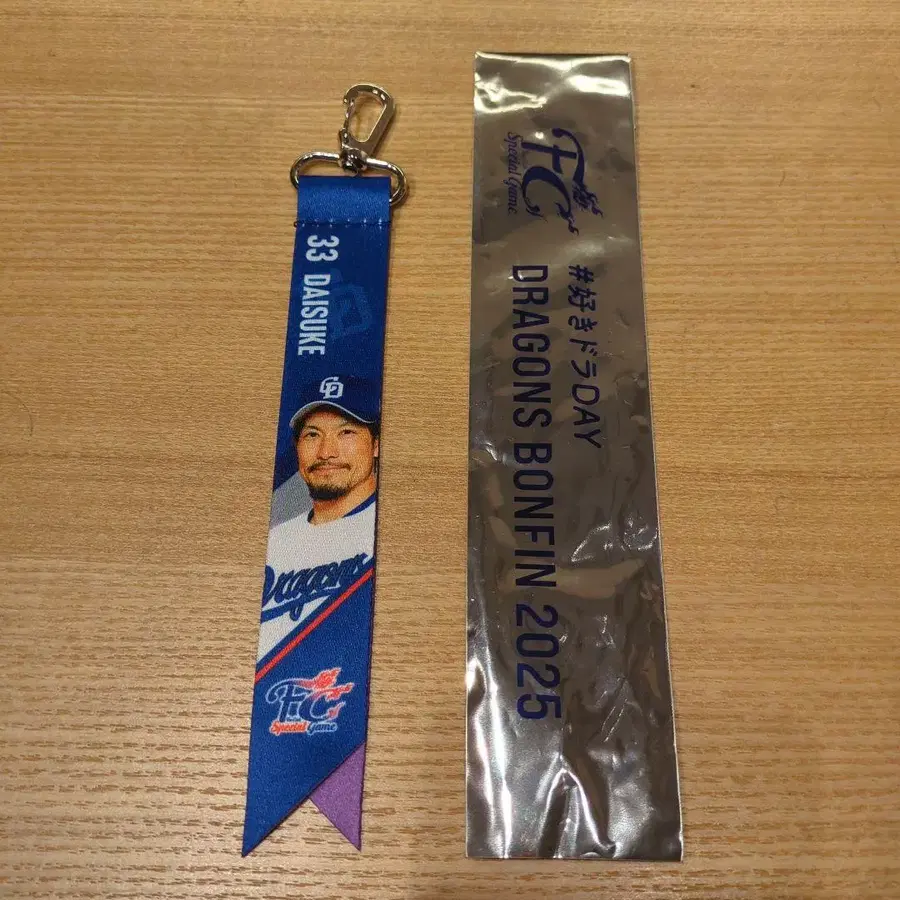 33 DAISUKE
CD
Dragons
FC
Special Game
FC
Special Game
#好きドラDAY
DRAGONS BONFIN 2025